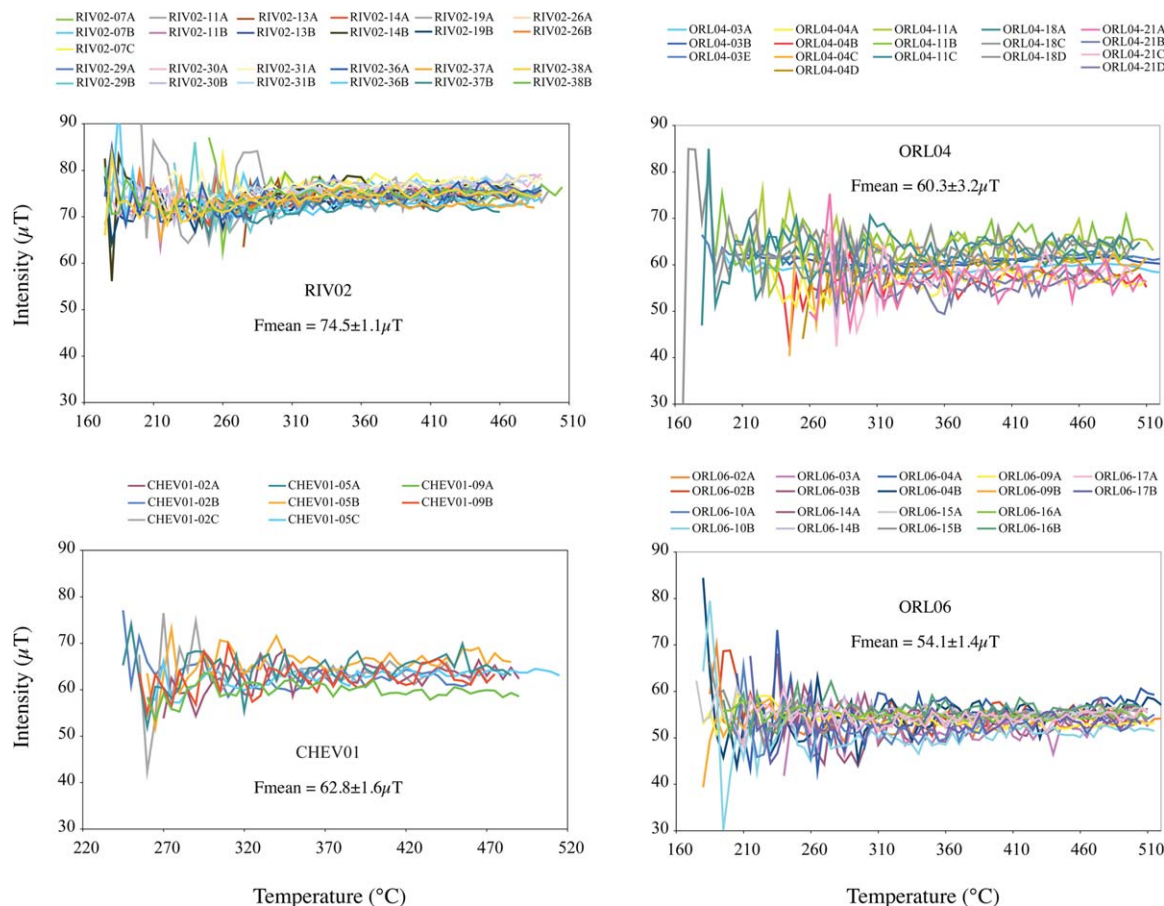 RIV02-07A RIV02-11A RIV02-13A RIV02-14A RIV02-19A RIV02-26A
RIV02-07B RIV02-11B RIV02-13B RIV02-14B RIV02-19B RIV02-26B
RIV02-07C
RIV02-29A RIV02-30A RIV02-31A RIV02-36A RIV02-37A RIV02-38A
RIV02-29B RIV02-30B RIV02-31B RIV02-36B RIV02-37B RIV02-38B
90
80
70
60
50
40
30
Intensity (µT)
RIV02
Fmean = 74.5±1.1µT
160 210 260 310 360 410 460 510
ORL04-03A ORL04-04A ORL04-11A ORL04-18A ORL04-21A
ORL04-03B ORL04-04B ORL04-11B ORL04-18C ORL04-21B
ORL04-03E ORL04-04C ORL04-11C ORL04-18D ORL04-21C
ORL04-04D ORL04-21D
90
80
70
60
50
40
30
ORL04
Fmean = 60.3±3.2µT
160 210 260 310 360 410 460 510
CHEV01-02A CHEV01-05A CHEV01-09A
CHEV01-02B CHEV01-05B CHEV01-09B
CHEV01-02C CHEV01-05C
90
80
70
60
50
40
30
Intensity (µT)
CHEV01
Fmean = 62.8±1.6µT
220 270 320 370 420 470 520
Temperature (°C)
ORL06-02A ORL06-03A ORL06-04A ORL06-09A ORL06-17A
ORL06-02B ORL06-03B ORL06-04B ORL06-09B ORL06-17B
ORL06-10A ORL06-14A ORL06-15A ORL06-16A
ORL06-10B ORL06-14B ORL06-15B ORL06-16B
90
80
70
60
50
40
30
ORL06
Fmean = 54.1±1.4µT
160 210 260 310 360 410 460 510
Temperature (°C)